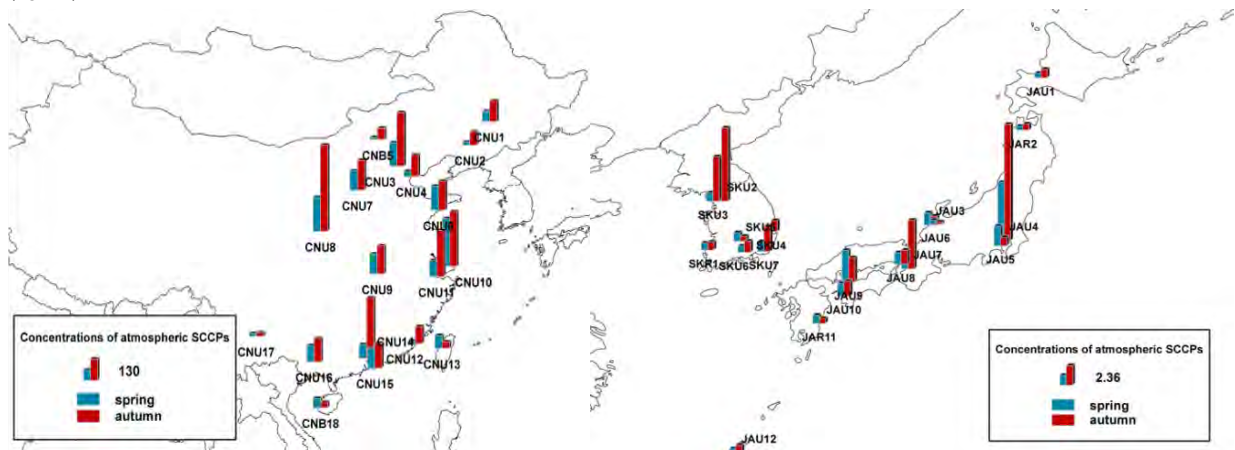 CNU1
CNU2
CNB5
CNU3
CNU4
CNU7
CNU8
CNU10
CNU9
CNU11
CNU14
CNU12
CNU13
CNU17
CNU16
CNU15
CNB18
Concentrations of atmospheric SCCPs
130
spring
autumn
JAU1
JAR2
SKU2
SKU3
JAU3
JAU4
JAU6
JAU5
SKU4
SKR1
SKU6
SKU7
JAU7
JAU8
JAU9
JAU10
JAR11
JAU12
Concentrations of atmospheric SCCPs
2.36
spring
autumn